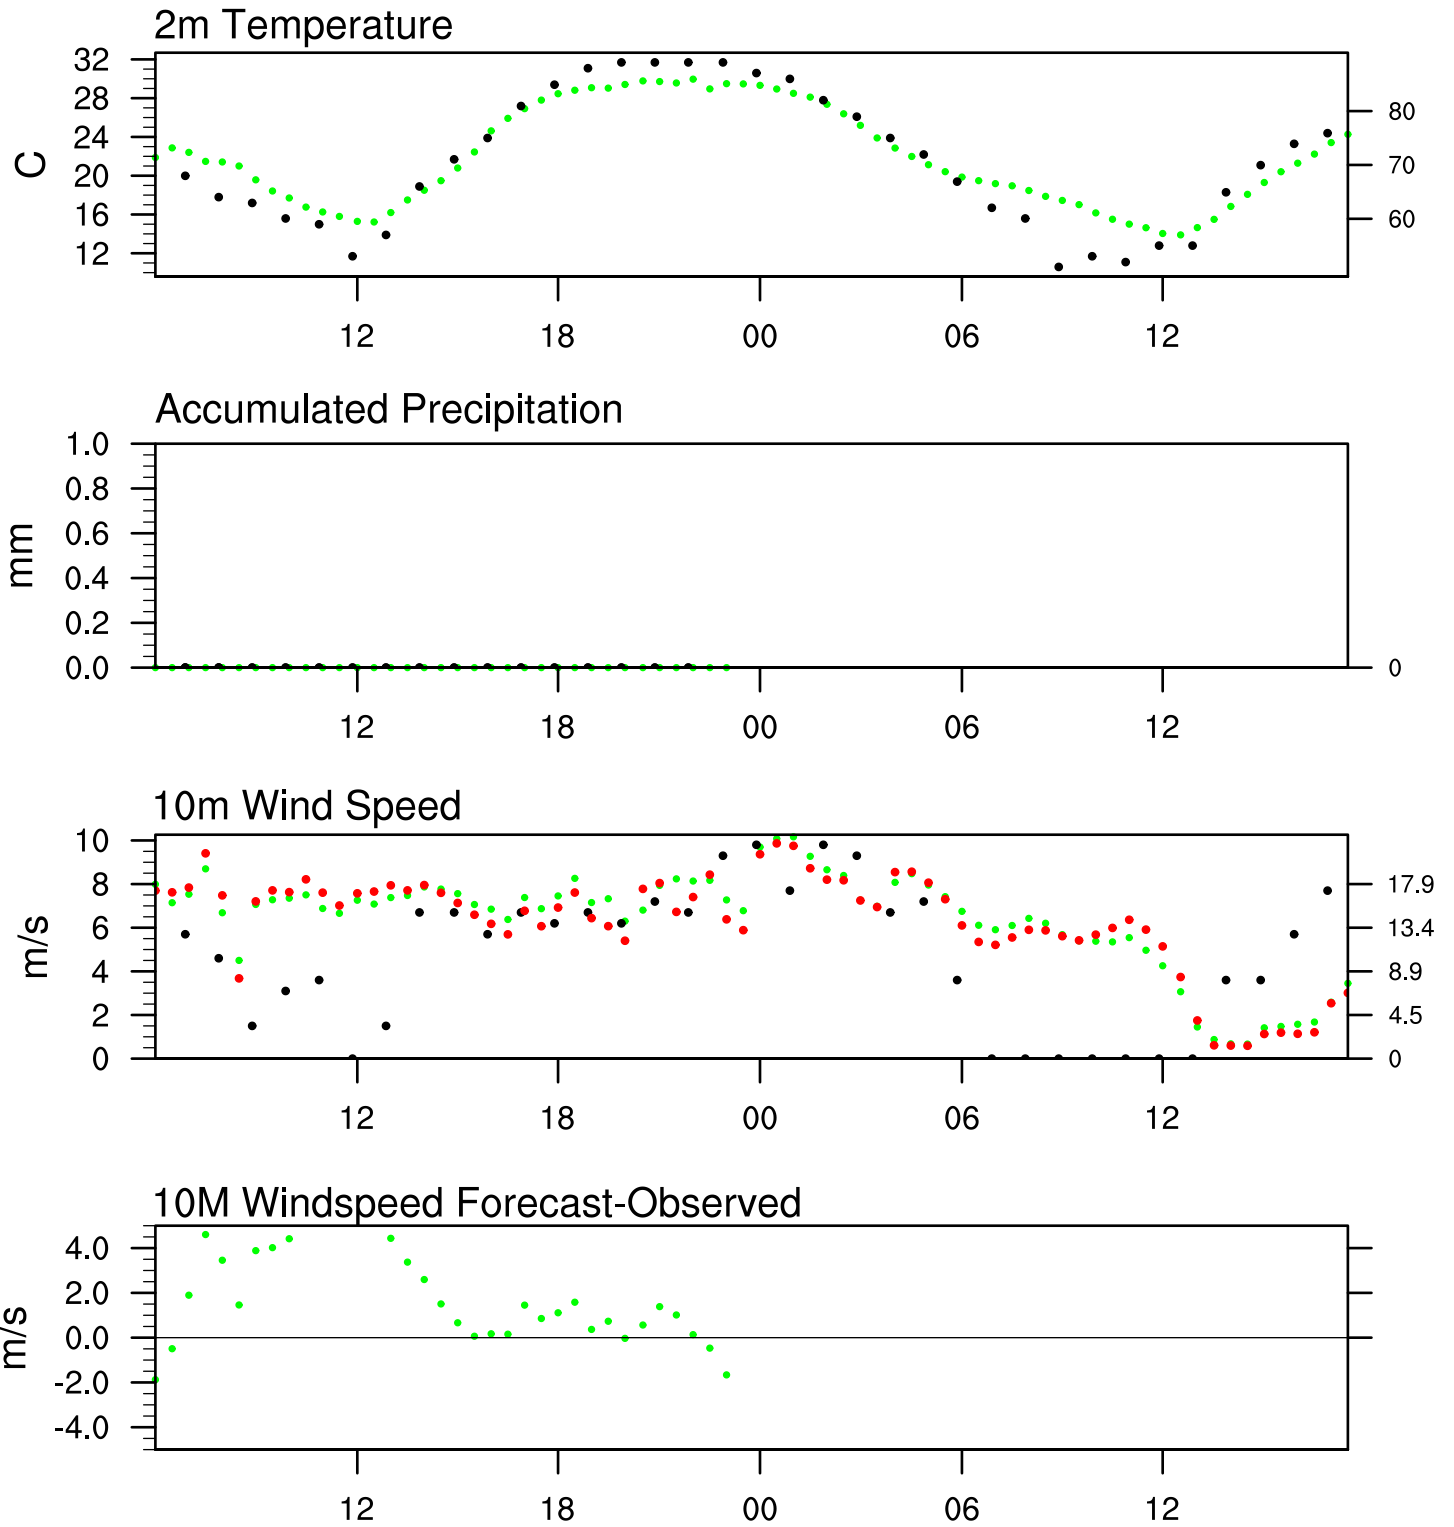 2m Temperature
C
32
28
24
20
16
12
80
70
60
12 18 00 06 12
Accumulated Precipitation
mm
1.0
0.8
0.6
0.4
0.2
0.0
0
12 18 00 06 12
10m Wind Speed
m/s
10
8
6
4
2
0
17.9
13.4
8.9
4.5
0
12 18 00 06 12
10M Windspeed Forecast-Observed
m/s
4.0
2.0
0.0
-2.0
-4.0
12 18 00 06 12